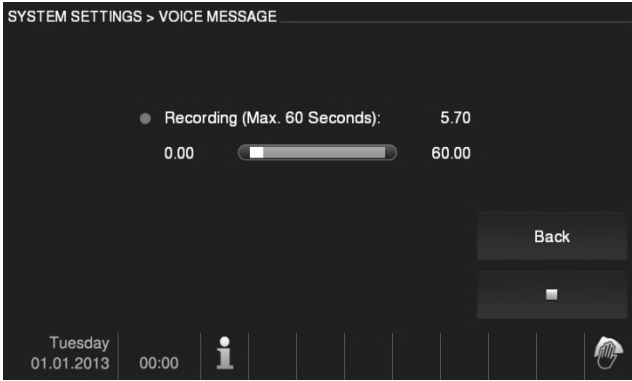 SYSTEM SETTINGS > VOICE MESSAGE
Recording (Max. 60 Seconds): 5.70
0.00 60.00
Back
Tuesday
01.01.2013 00:00